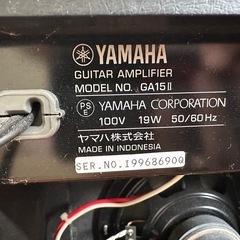 YAMAHA
GUITAR AMPLIFIER
MODEL NO. GA15Ⅱ
PS
E
YAMAHA CORPORATION
100V 19W 50/60Hz
ヤマハ株式会社
MADE IN INDONESIA
SER.NO.I9968690Q